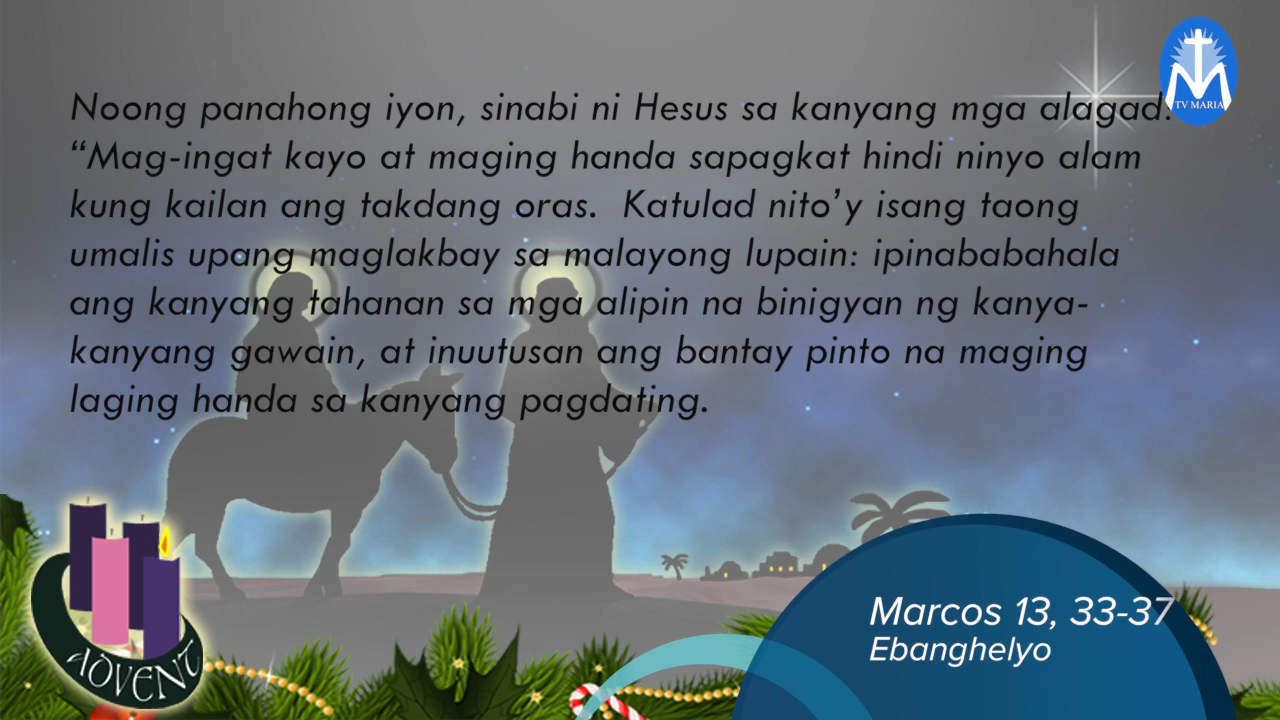 Noong panahong iyon, sinabi ni Hesus sa kanyang mga alagad:
“Mag-ingat kayo at maging handa sapagkat hindi ninyo alam
kung kailan ang takdang oras.  Katulad nito’y isang taong
umalis upang maglakbay sa malayong lupain: ipinababahala
ang kanyang tahanan sa mga alipin na binigyan ng kanya-
kanyang gawain, at inuutusan ang bantay pinto na maging
laging handa sa kanyang pagdating.
TV MARIA
ADVENT
Marcos 13, 33-37
Ebanghelyo